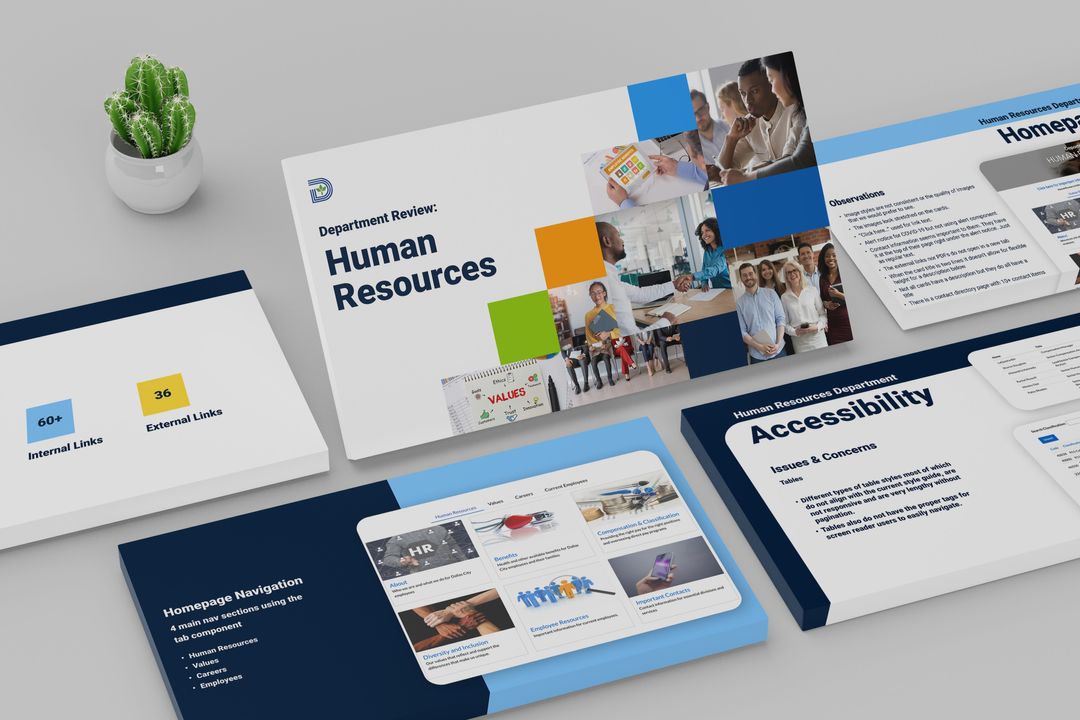 Department Review:
Human
Resources
Ethics
VALUES
Trust
Innovation
60+
Internal Links
36
External Links
Human Resources
Homepa
Observations
• Image styles are not consistent or the quality of images
that we would prefer to see.
• The images look stretched on the cards.
• "Click here..." used for link text.
• Alert notice for COVID-19 but not using alert component
• Contact information seems important to them. They have
it at the top of their page right under the alert notice. Just
as regular text.
• The external links nor PDFs do not open in a new tab
• When the card title is two lines it doesn't allow for flexible
height for a description below
• Not all cards have a description but they do all have a
title
• There is a contact directory page with 10+ contact items
Human Resources Department
Accessibility
Issues & Concerns
Tables
• Different types of table styles most of which
do not align with the current style guide, are
not responsive and are very lengthy without
pagination.
• Tables also do not have the proper tags for
screen reader users to easily navigate.
Homepage Navigation
4 main nav sections using the
tab component
• Human Resources
• Values
• Careers
• Employees
Human Resources Values Careers Current Employees
HR
About
Who we are and what we do for Dallas City
employees
Benefits
Health and other available benefits for Dallas
City employees and their families
Compensation & Classification
Providing the right pay for the right positions
and overseeing direct pay programs
Diversity and Inclusion
Our values that reflect and support the
differences that make us unique.
Employee Resources
Important information for current employees.
Important Contacts
Contact information for essential divisions and
services